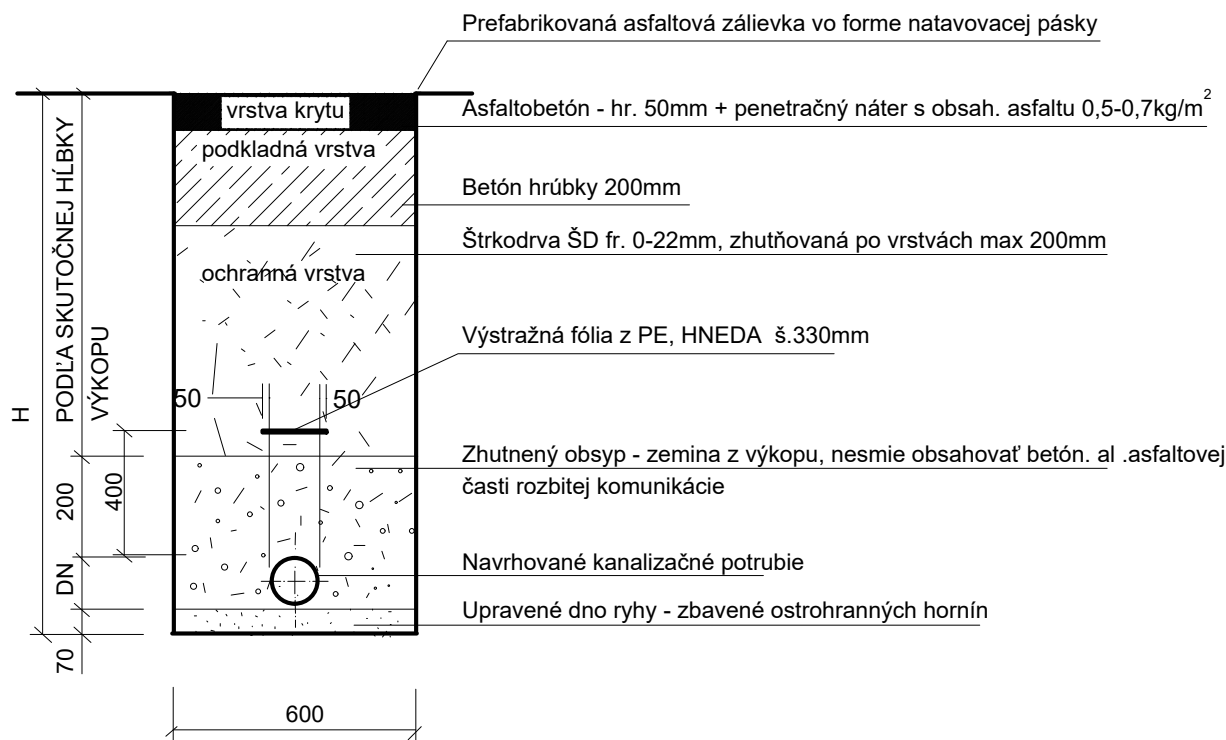 Prefabrikovaná asfaltová zálievka vo forme natavovacej pásky
vrstva krytu
Asfaltobetón - hr. 50mm + penetračný náter s obsah. asfaltu 0,5-0,7kg/m²
podkladná vrstva
Betón hrúbky 200mm
Štrkodrva ŠD fr. 0-22mm, zhutňovaná po vrstvách max 200mm
ochranná vrstva
Výstražná fólia z PE, HNEDA š.330mm
50
50
Zhutnený obsyp - zemina z výkopu, nesmie obsahovať betón. al .asfaltovej
časti rozbitej komunikácie
Navrhované kanalizačné potrubie
Upravené dno ryhy - zbavené ostrohranných hornín
H
PODĽA SKUTOČNEJ HĹBKY
VÝKOPU
200
400
DN
70
600